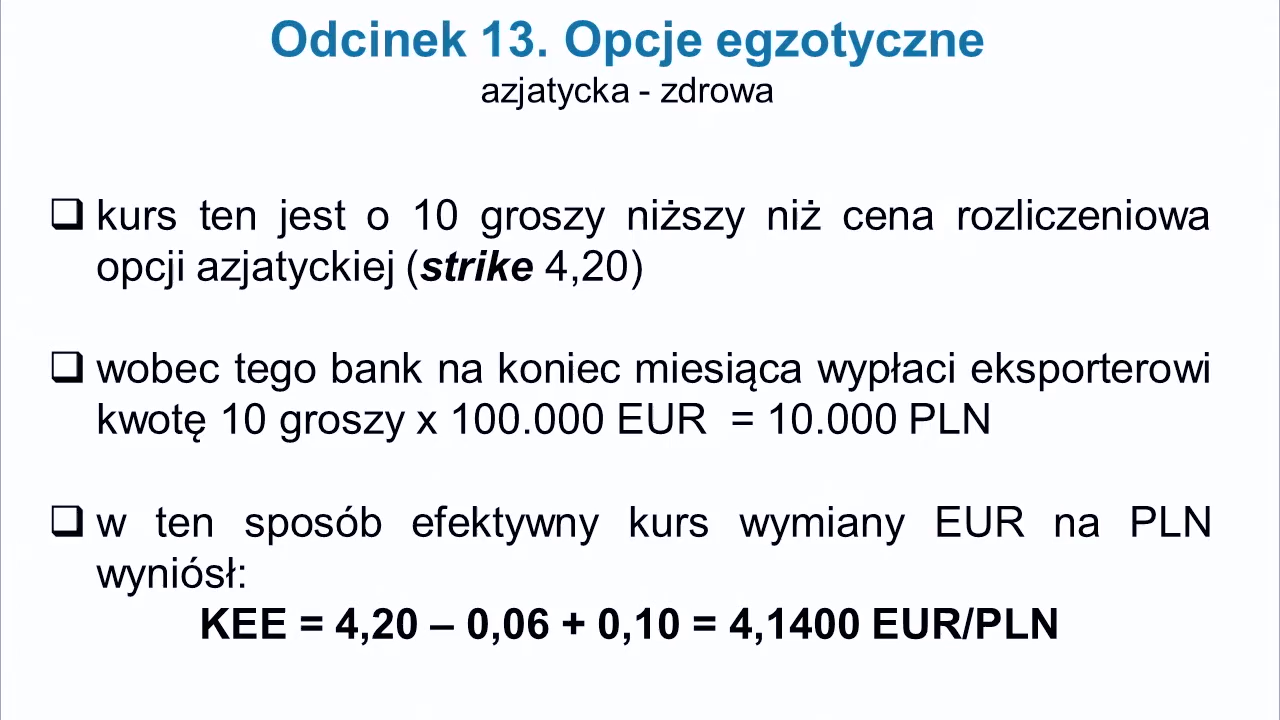 Odcinek 13. Opcje egzotyczne
azjatycka - zdrowa
❑ kurs ten jest o 10 groszy niższy niż cena rozliczeniowa
opcji azjatyckiej (strike 4,20)
❑ wobec tego bank na koniec miesiąca wypłaci eksporterowi
kwotę 10 groszy x 100.000 EUR = 10.000 PLN
❑ w ten sposób efektywny kurs wymiany EUR na PLN
wyniósł:
KEE = 4,20 – 0,06 + 0,10 = 4,1400 EUR/PLN